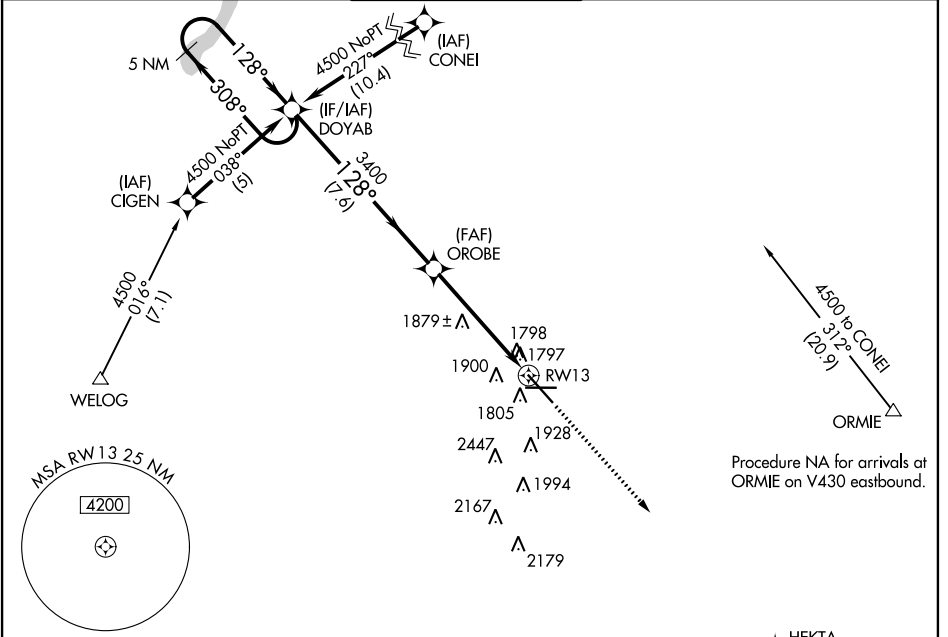 5 NM
128°
308°
4500 NoPT
227°
(10.4)
(IAF)
CONEI
(IF/IAF)
DOYAB
4500 NoPT
038°
(5)
(IAF)
CIGEN
3400
128°
(7.6)
(FAF)
OROBE
4500
016°
(7.1)
WELOG
1879±
1798
1797
1900
RW13
1805
1928
2447
1994
2167
2179
4500 to CONEI
312°
(20.9)
ORMIE
Procedure NA for arrivals at
ORMIE on V430 eastbound.
MSA RW13 25 NM
4200
HEKTA